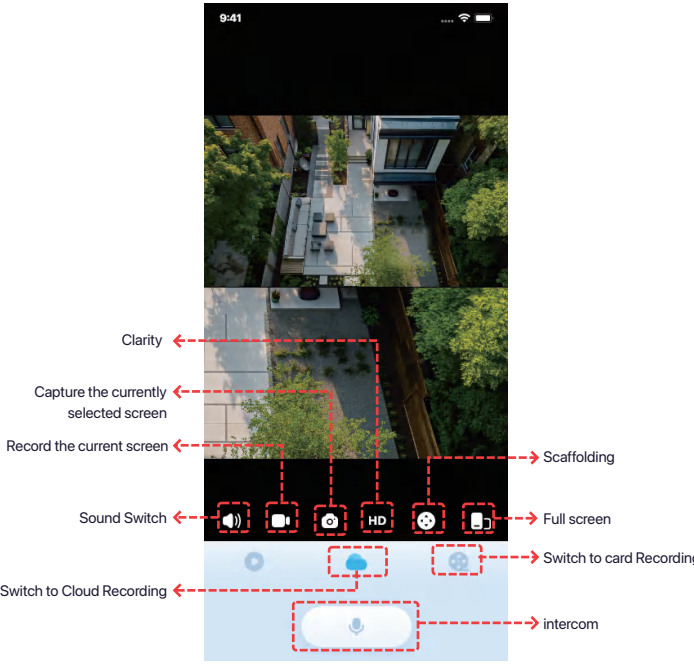 9:41
Clarity
Capture the currently
selected screen
Record the current screen
Scaffolding
HD
Sound Switch
Full screen
Switch to card Recording
Switch to Cloud Recording
intercom